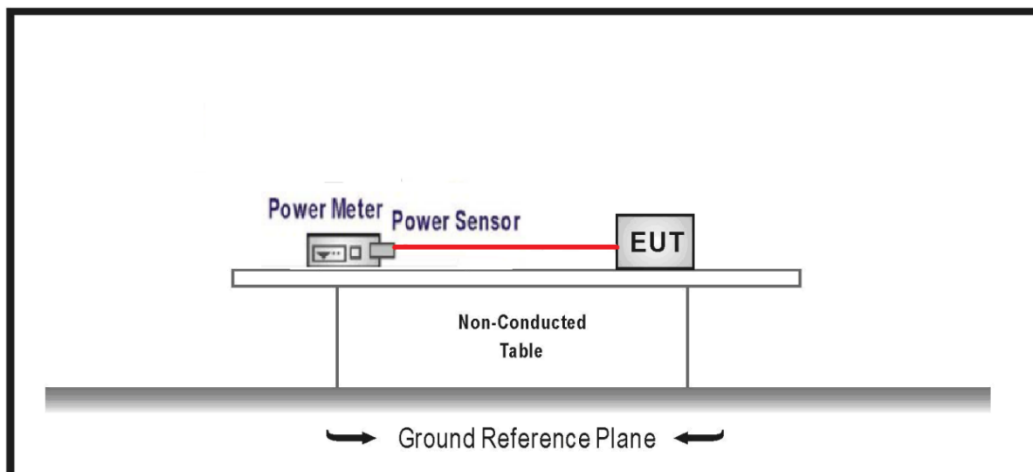 Power Meter
Power Sensor
EUT
Non-Conducted
Table
Ground Reference Plane